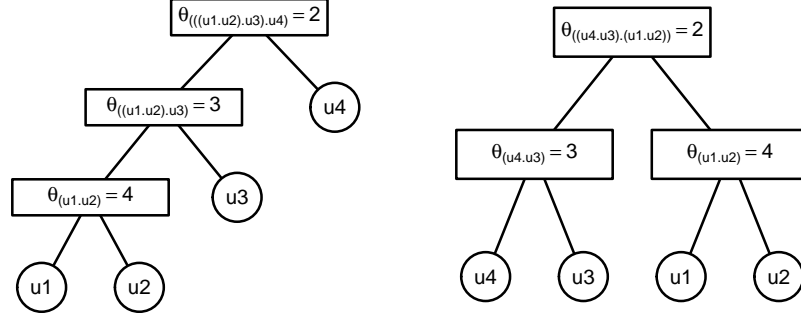 θ(((u1.u2).u3).u4) = 2
θ((u1.u2).u3) = 3
u4
θ(u1.u2) = 4
u3
u1
u2
θ((u4.u3).(u1.u2)) = 2
θ(u4.u3) = 3
θ(u1.u2) = 4
u4
u3
u1
u2